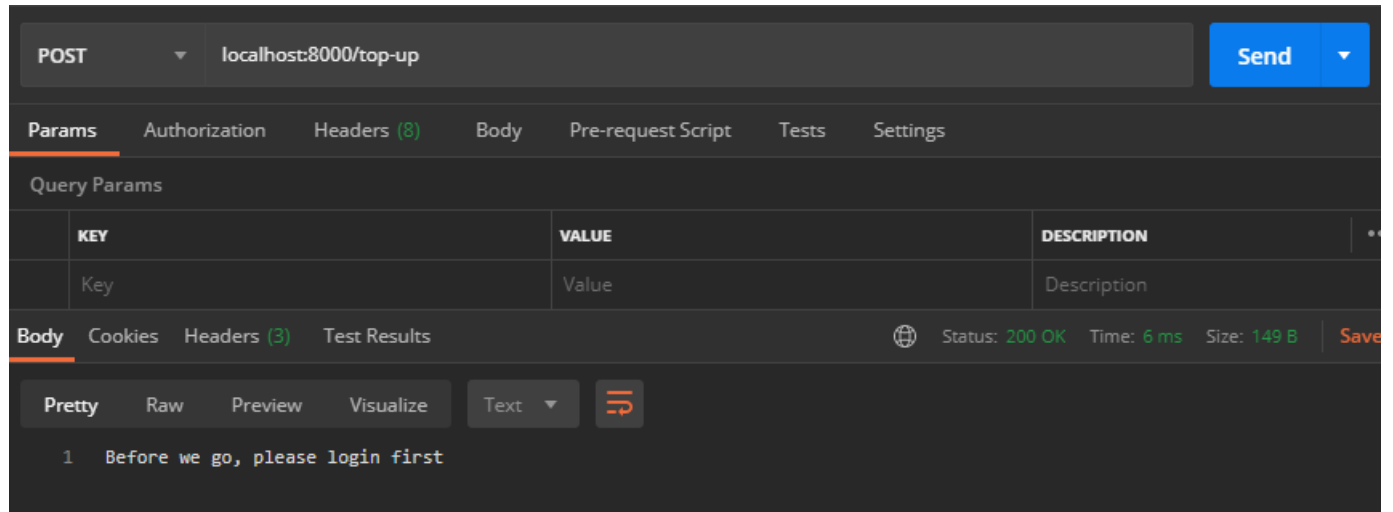 POST localhost:8000/top-up Send
Params Authorization Headers (8) Body Pre-request Script Tests Settings
Query Params
KEY VALUE DESCRIPTION
Key Value Description
Body Cookies Headers (3) Test Results Status: 200 OK Time: 6 ms Size: 149 B Save
Pretty Raw Preview Visualize Text
1 Before we go, please login first